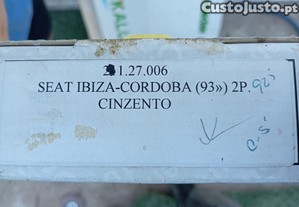 Custojusto.pt
1.27.006
SEAT IBIZA-CORDOBA (93») 2P.
CINZENTO